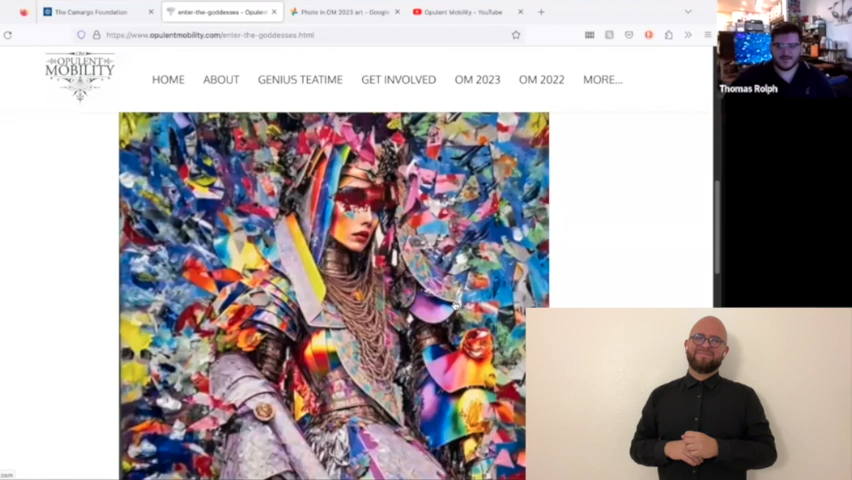 The Camargo Foundation
enter-the-goddesses - Opulent
Photo in OM 2023 art - Google
Opulent Mobility - YouTube
https://www.opulentmobility.com/enter-the-goddesses.html
OPULENT
MOBILITY
HOME
ABOUT
GENIUS TEATIME
GET INVOLVED
OM 2023
OM 2022
MORE...
Thomas Rolph
.com